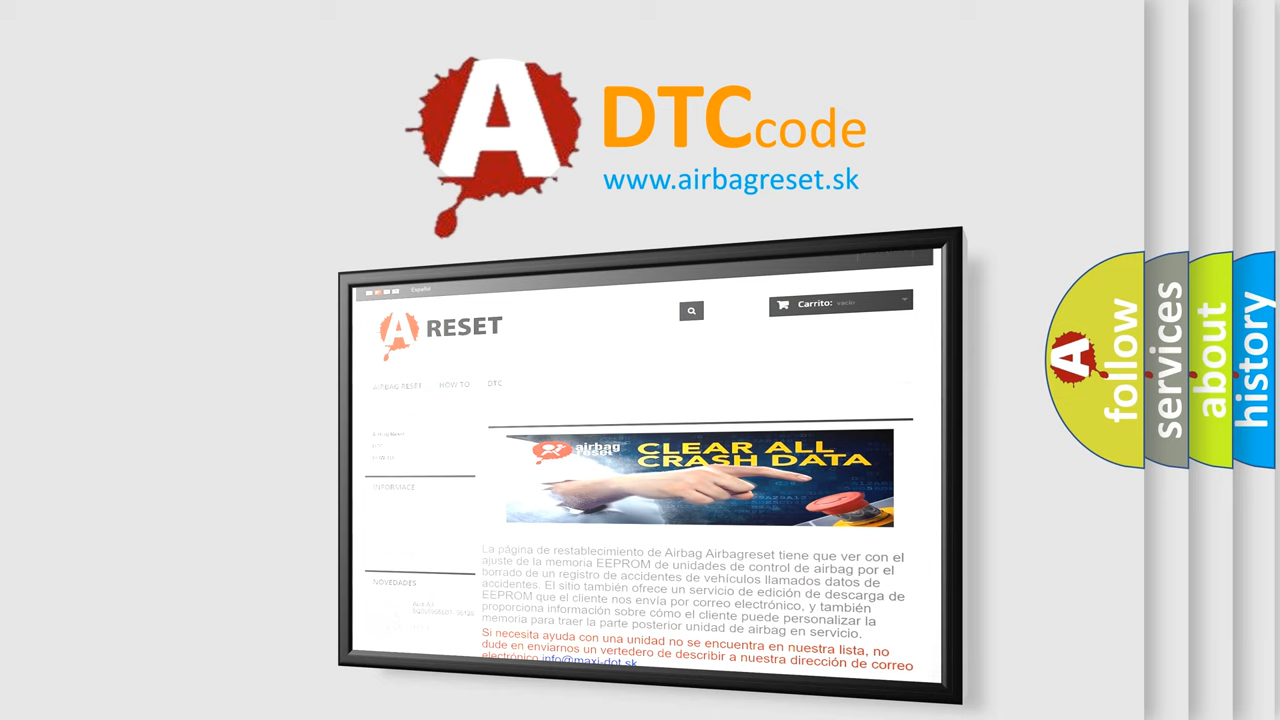 A
DTCcode
www.airbagreset.sk
Español
A RESET
Carrito: vacío
AIRBAG RESET HOW TO DTC
INFORMACE
airbag
reset
CLEAR ALL
CRASH DATA
La página de restablecimiento de Airbag Airbagreset tiene que ver con el
ajuste de la memoria EEPROM de unidades de control de airbag por el
borrado de un registro de accidentes de vehículos llamados datos de
accidentes. El sitio también ofrece un servicio de edición de descarga de
EEPROM que el cliente nos envía por correo electrónico, y también
proporciona información sobre cómo el cliente puede personalizar la
memoria para traer la parte posterior unidad de airbag en servicio.
Si necesita ayuda con una unidad no se encuentra en nuestra lista, no
dude en enviarnos un vertedero de describir a nuestra dirección de correo
electrónico info@maxi-dot.sk
NOVEDADES
A
follow
services
about
history